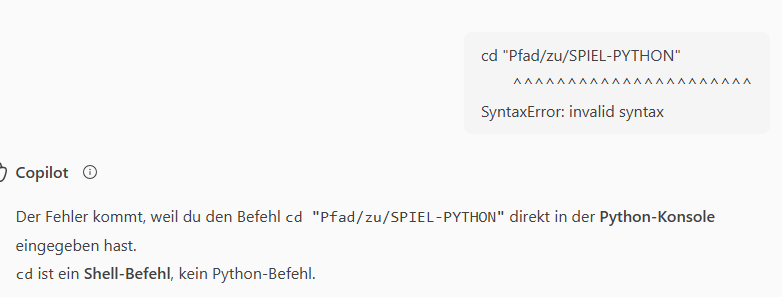 cd "Pfad/zu/SPIEL-PYTHON"
^^^^^^^^^^^^^^^^^^^^^^
SyntaxError: invalid syntax
Copilot
Der Fehler kommt, weil du den Befehl cd "Pfad/zu/SPIEL-PYTHON" direkt in der Python-Konsole
eingegeben hast.
cd ist ein Shell-Befehl, kein Python-Befehl.